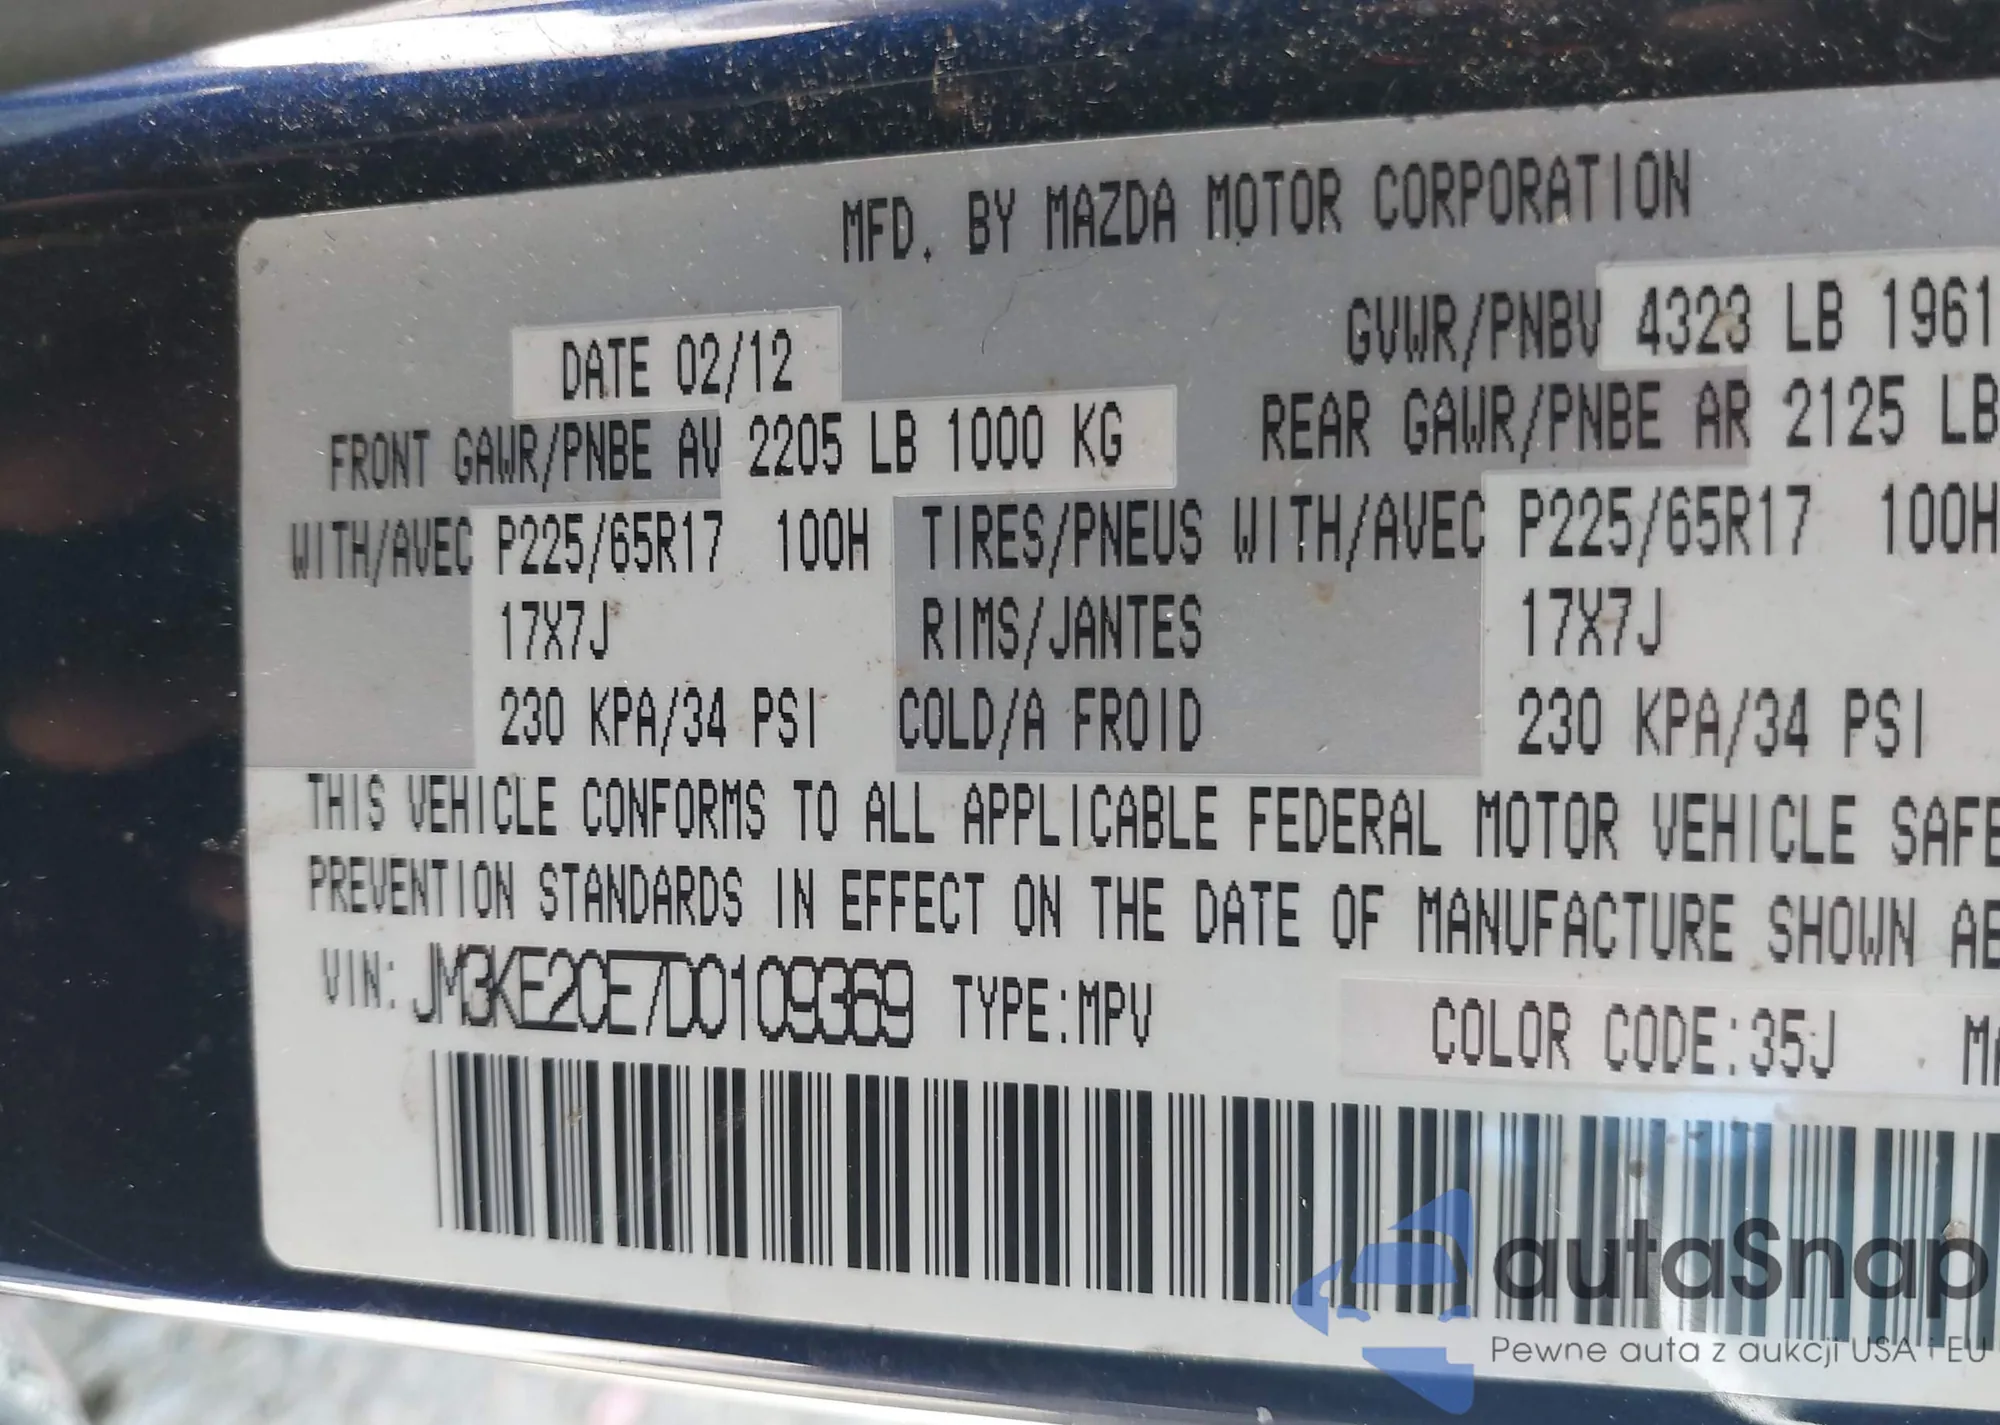 MFD. BY MAZDA MOTOR CORPORATION
DATE 02/12 GVWR/PNBV 4323 LB 1961
FRONT GAWR/PNBE AV 2205 LB 1000 KG REAR GAWR/PNBE AR 2125 LB
WITH/AVEC P225/65R17 100H TIRES/PNEUS WITH/AVEC P225/65R17 100H
17X7J RIMS/JANTES 17X7J
230 KPA/34 PSI COLD/A FROID 230 KPA/34 PSI
THIS VEHICLE CONFORMS TO ALL APPLICABLE FEDERAL MOTOR VEHICLE SAFE
PREVENTION STANDARDS IN EFFECT ON THE DATE OF MANUFACTURE SHOWN AB
VIN: JM3KE2CE7D0109369 TYPE:MPV COLOR CODE:35J MA
autaSnap
Pewne auta z aukcji USA i EU